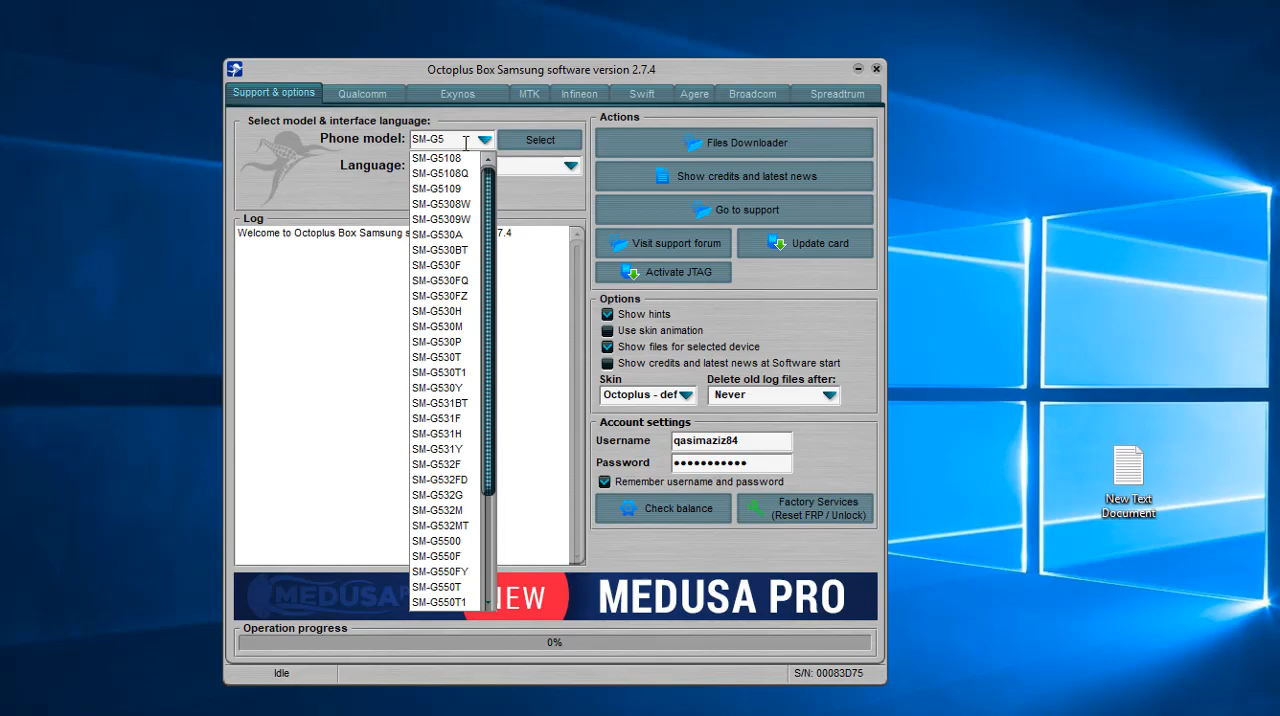 Octoplus Box Samsung software version 2.7.4
Support & options
Qualcomm
Exynos
MTK
Infineon
Swift
Agere
Broadcom
Spreadtrum
Select model & interface language:
Phone model:
SM-G5
Select
Language:
SM-G5108
SM-G5108Q
SM-G5109
SM-G5308W
SM-G5309W
SM-G530A
SM-G530BT
SM-G530F
SM-G530FQ
SM-G530FZ
SM-G530H
SM-G530M
SM-G530P
SM-G530T
SM-G530T1
SM-G530Y
SM-G531BT
SM-G531F
SM-G531H
SM-G531Y
SM-G532F
SM-G532FD
SM-G532G
SM-G532M
SM-G532MT
SM-G5500
SM-G550F
SM-G550FY
SM-G550T
SM-G550T1
Log
Welcome to Octoplus Box Samsung s 7.4
Actions
Files Downloader
Show credits and latest news
Go to support
Visit support forum
Update card
Activate JTAG
Options
Show hints
Use skin animation
Show files for selected device
Show credits and latest news at Software start
Skin
Delete old log files after:
Octoplus - def
Never
Account settings
Username
qasimaziz84
Password
Remember username and password
Check balance
Factory Services
(Reset FRP / Unlock)
MEDUSA
EW
MEDUSA PRO
Operation progress
0%
Idle
S/N: 00083D75
New Text
Document